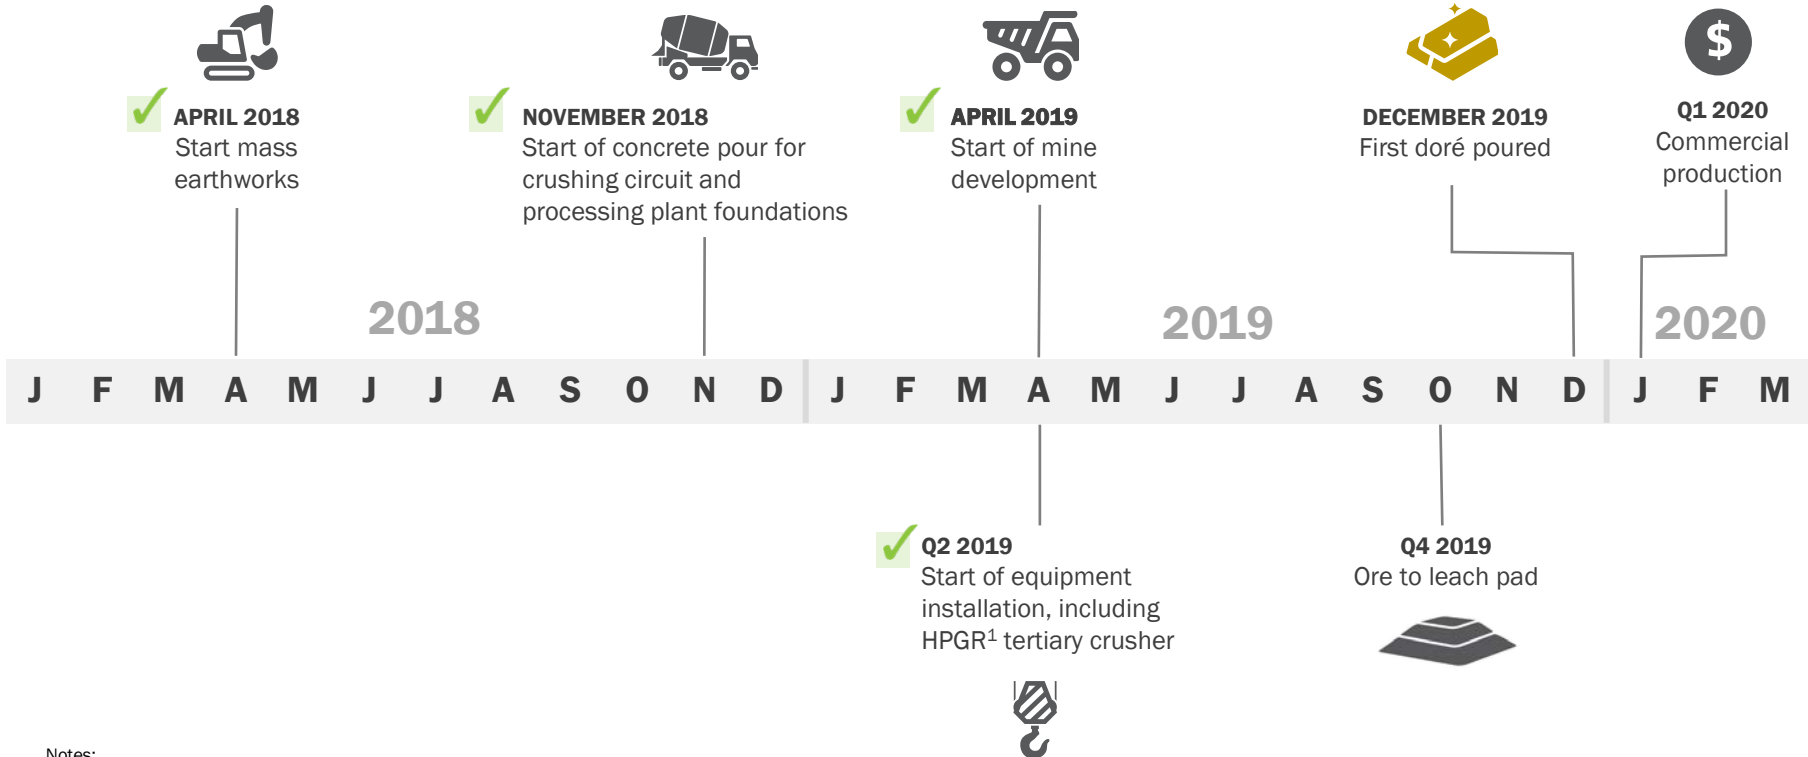 $
APRIL 2018
Start mass
earthworks
NOVEMBER 2018
Start of concrete pour for
crushing circuit and
processing plant foundations
APRIL 2019
Start of mine
development
DECEMBER 2019
First doré poured
Q1 2020
Commercial
production
2018
2019
2020
J F M A M J J A S O N D J F M A M J J A S O N D J F M
Q2 2019
Start of equipment
installation, including
HPGR¹ tertiary crusher
Q4 2019
Ore to leach pad
Notes: